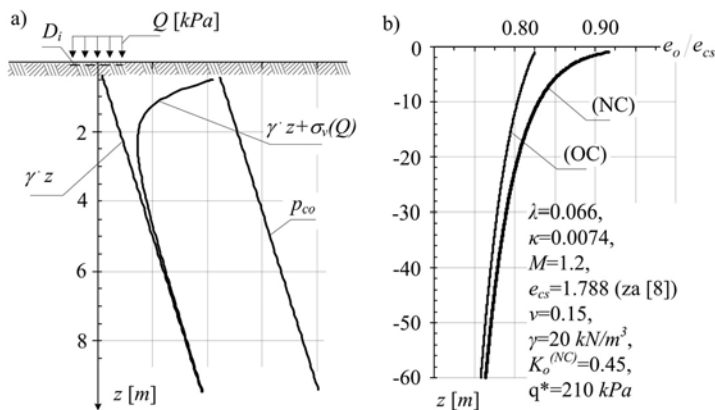 a)
Q [kPa]
D_i
2
4
6
8
γ' z + σ_v(Q)
γ' z
p_co
z [m]
b)
0.80
0.90
e_o / e_cs
0
-10
-20
-30
-40
-50
-60
(NC)
(OC)
λ=0.066,
κ=0.0074,
M=1.2,
e_cs=1.788 (za [8])
ν=0.15,
γ=20 kN/m³,
K_o^(NC)=0.45,
q*=210 kPa
z [m]